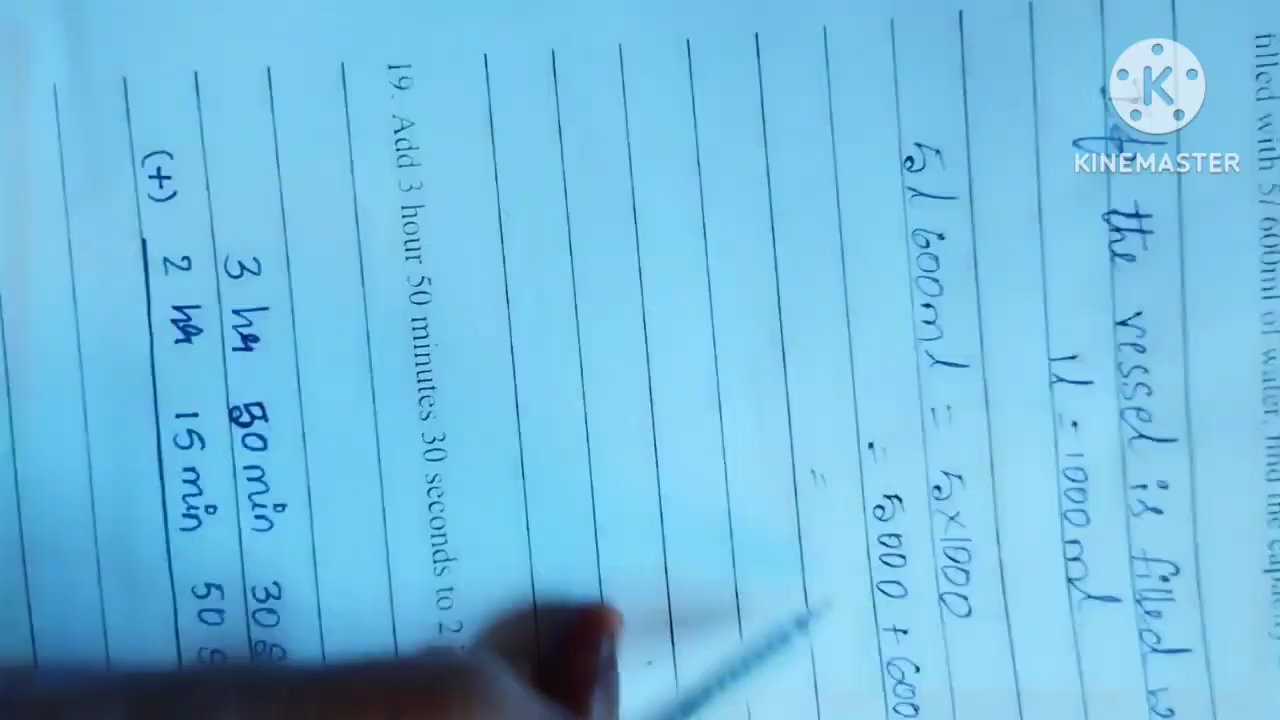 filled with 5l 600ml of water, find the capacity
If the vessel is filled
1l = 1000ml
5l 600ml = 5×1000
= 5000 + 600
=
19. Add 3 hour 50 minutes 30 seconds to 2
3 hr 50 min 30 s
(+) 2 hr 15 min 50 s
KINEMASTER